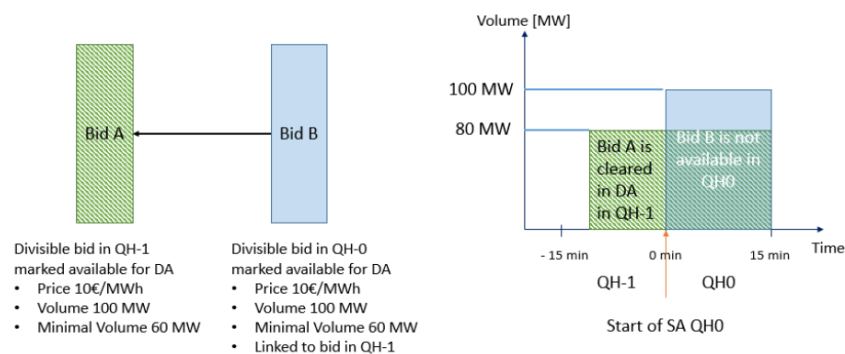 Bid A
Bid B
Divisible bid in QH-1
marked available for DA
• Price 10€/MWh
• Volume 100 MW
• Minimal Volume 60 MW
Divisible bid in QH-0
marked available for DA
• Price 10€/MWh
• Volume 100 MW
• Minimal Volume 60 MW
• Linked to bid in QH-1
Volume [MW]
100 MW
80 MW
Bid A is
cleared
in DA
in QH-1
Bid B is not
available in
QH0
- 15 min
0 min
15 min
Time
QH-1
QH0
Start of SA QH0